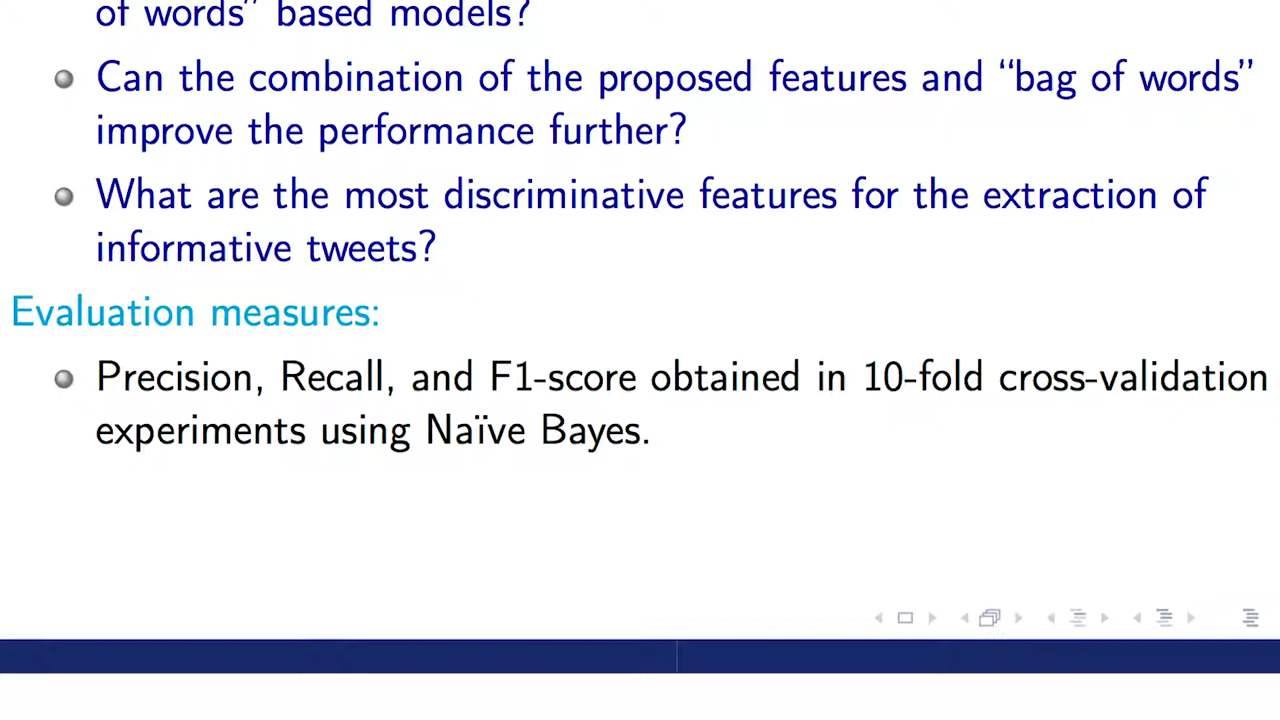 of words” based models?
Can the combination of the proposed features and “bag of words”
improve the performance further?
What are the most discriminative features for the extraction of
informative tweets?
Evaluation measures:
Precision, Recall, and F1-score obtained in 10-fold cross-validation
experiments using Naïve Bayes.